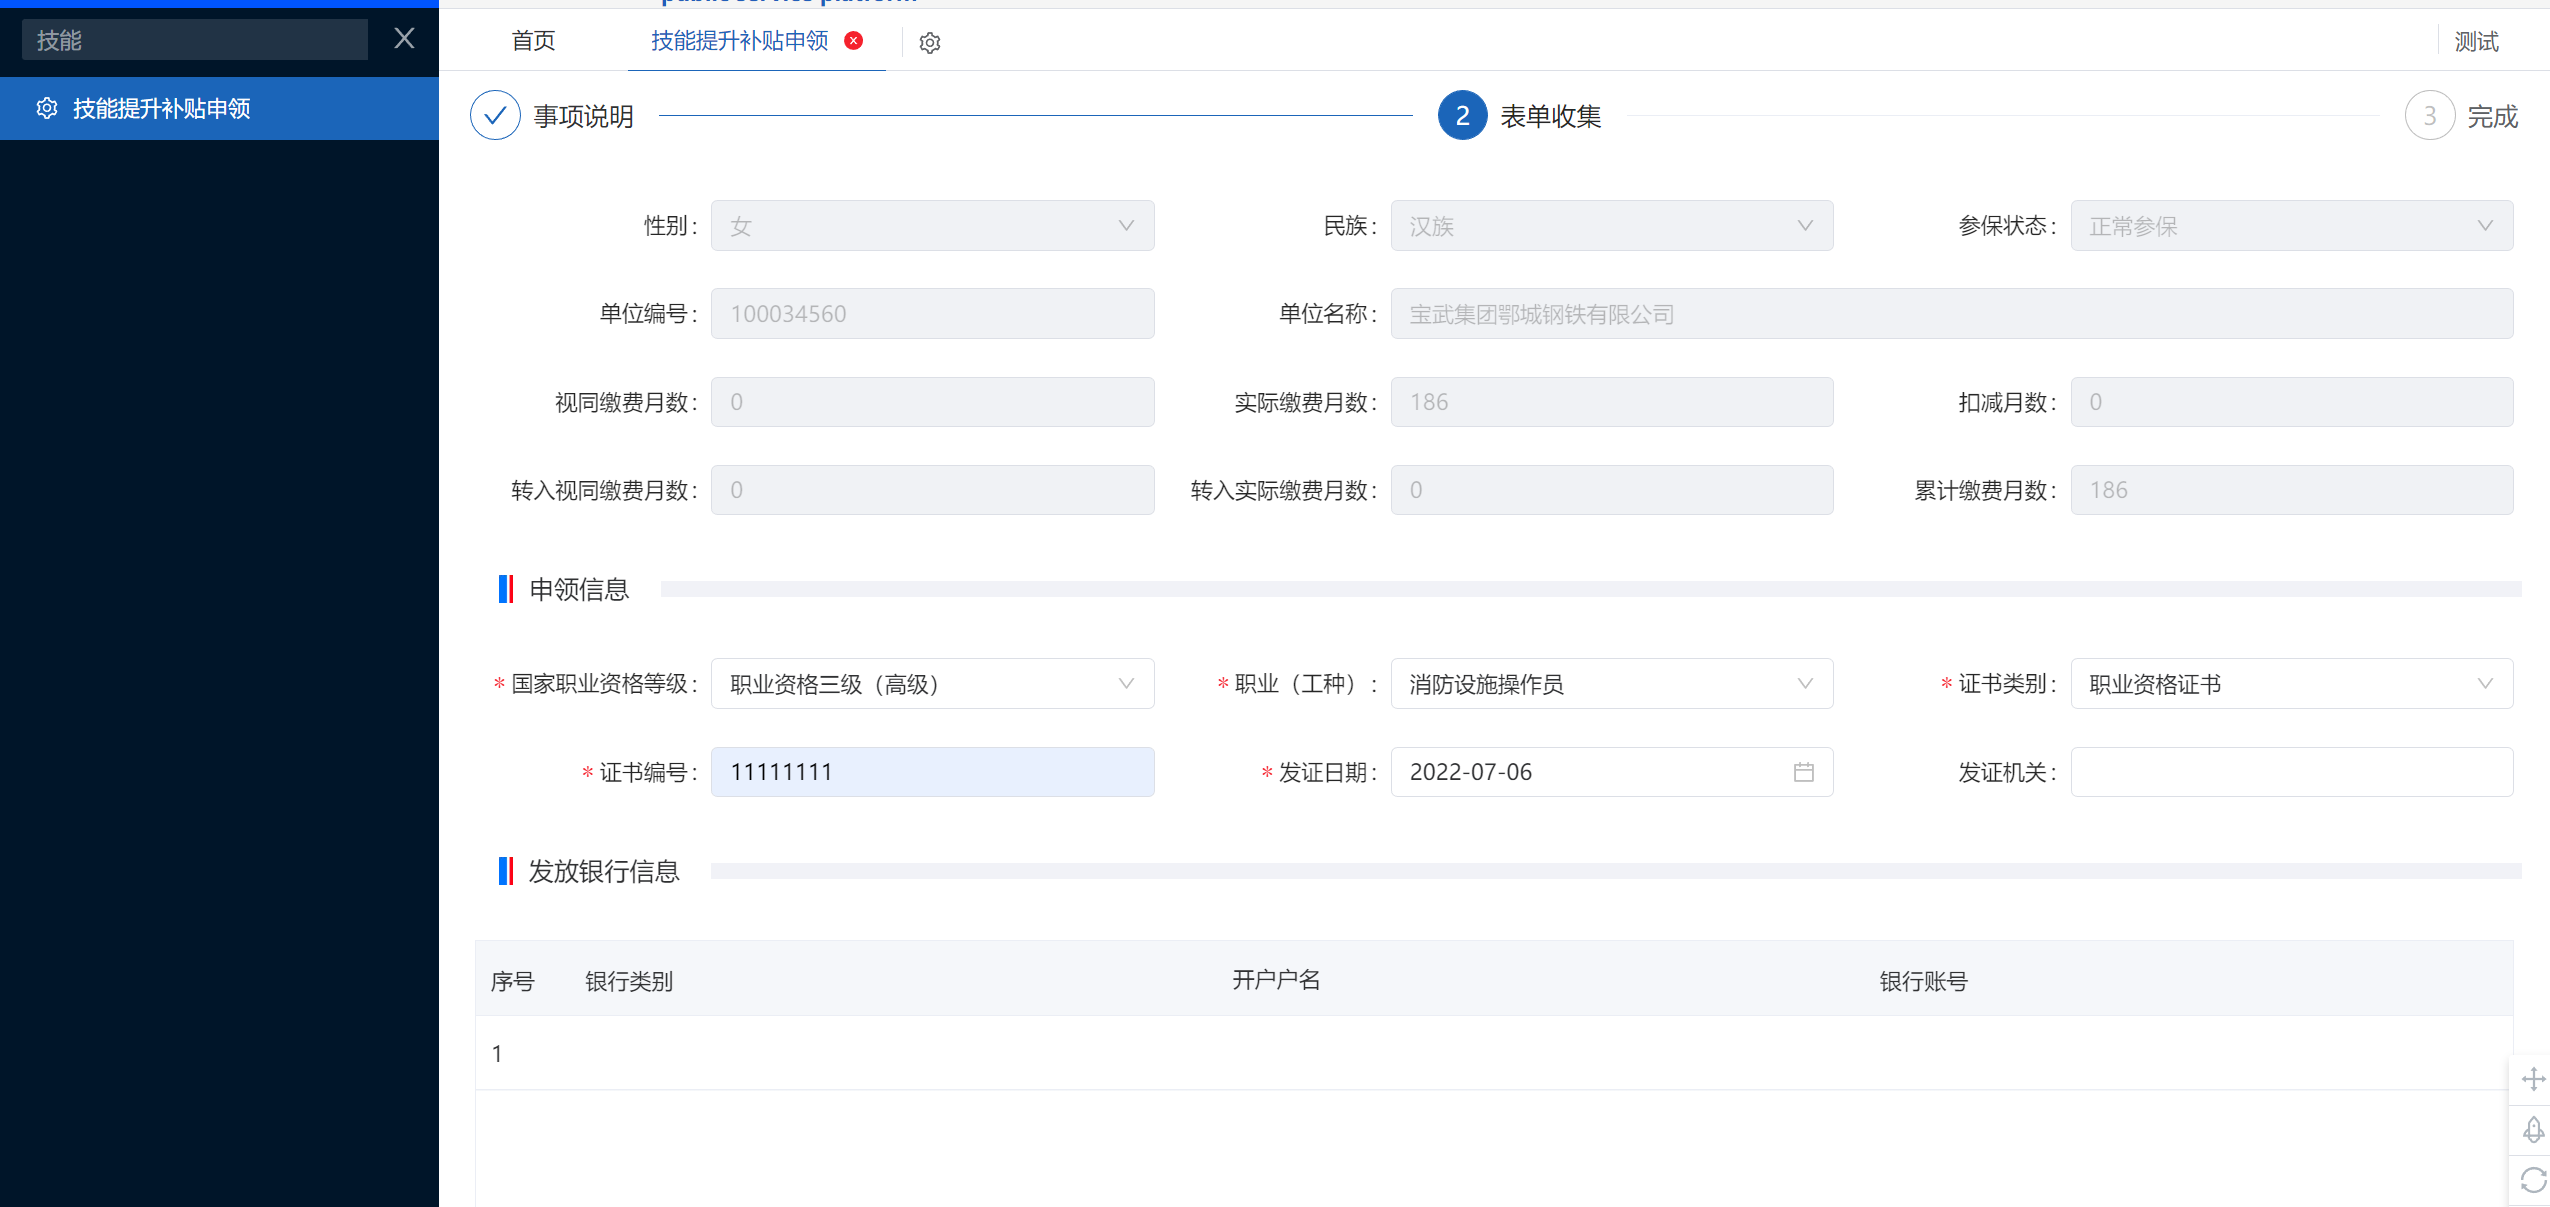 public service platform
技能
首页
技能提升补贴申领
测试
技能提升补贴申领
事项说明
2 表单收集
3 完成
性别: 女
民族: 汉族
参保状态: 正常参保
单位编号: 100034560
单位名称: 宝武集团鄂城钢铁有限公司
视同缴费月数: 0
实际缴费月数: 186
扣减月数: 0
转入视同缴费月数: 0
转入实际缴费月数: 0
累计缴费月数: 186
申领信息
* 国家职业资格等级: 职业资格三级（高级）
* 职业（工种）: 消防设施操作员
* 证书类别: 职业资格证书
* 证书编号: 11111111
* 发证日期: 2022-07-06
发证机关:
发放银行信息
序号 银行类别 开户户名 银行账号
1